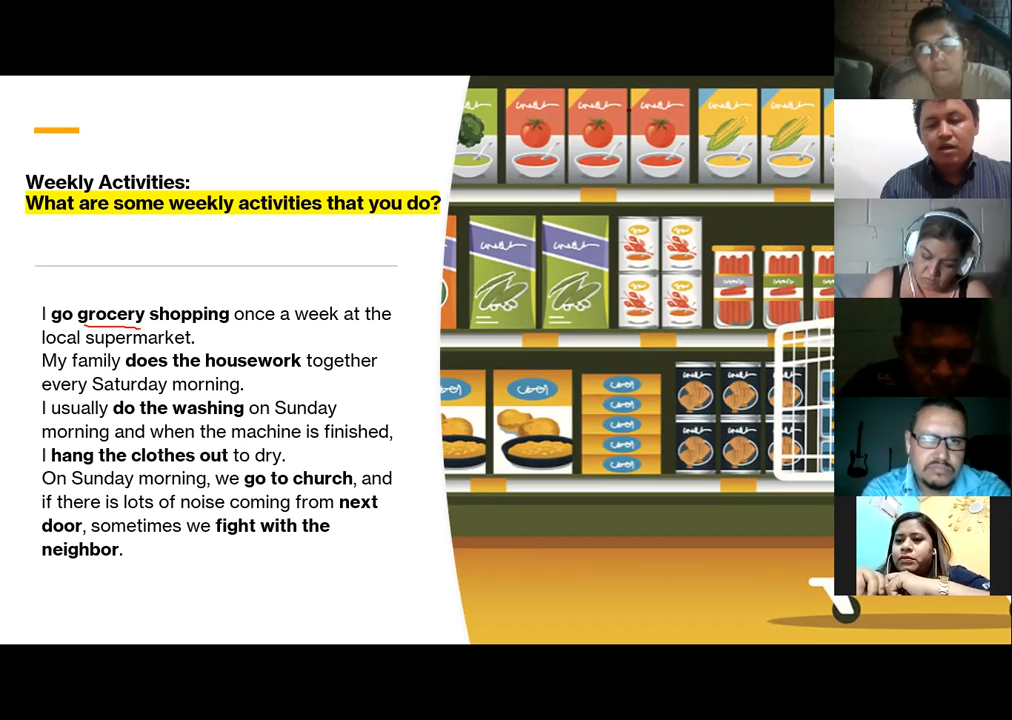 Weekly Activities:
What are some weekly activities that you do?
I go grocery shopping once a week at the
local supermarket.
My family does the housework together
every Saturday morning.
I usually do the washing on Sunday
morning and when the machine is finished,
I hang the clothes out to dry.
On Sunday morning, we go to church, and
if there is lots of noise coming from next
door, sometimes we fight with the
neighbor.